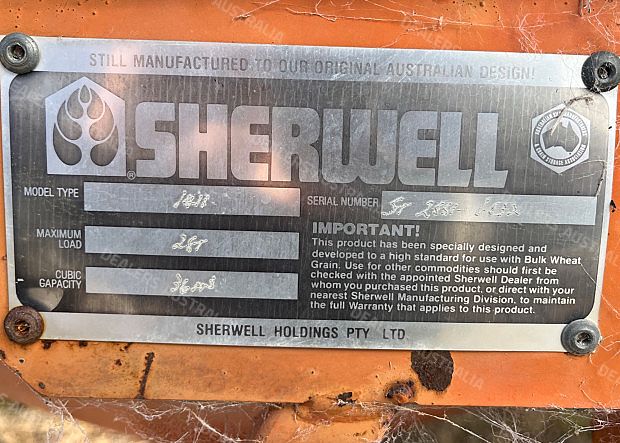 STILL MANUFACTURED TO OUR ORIGINAL AUSTRALIAN DESIGN!
SHERWELL
®
MODEL TYPE
SERIAL NUMBER
MAXIMUM
LOAD
28T
CUBIC
CAPACITY
36m3
IMPORTANT!
This product has been specially designed and
developed to a high standard for use with Bulk Wheat
Grain. Use for other commodities should first be
checked with the appointed Sherwell Dealer from
whom you purchased this product, or direct with your
nearest Sherwell Manufacturing Division, to maintain
the full Warranty that applies to this product.
SHERWELL HOLDINGS PTY LTD